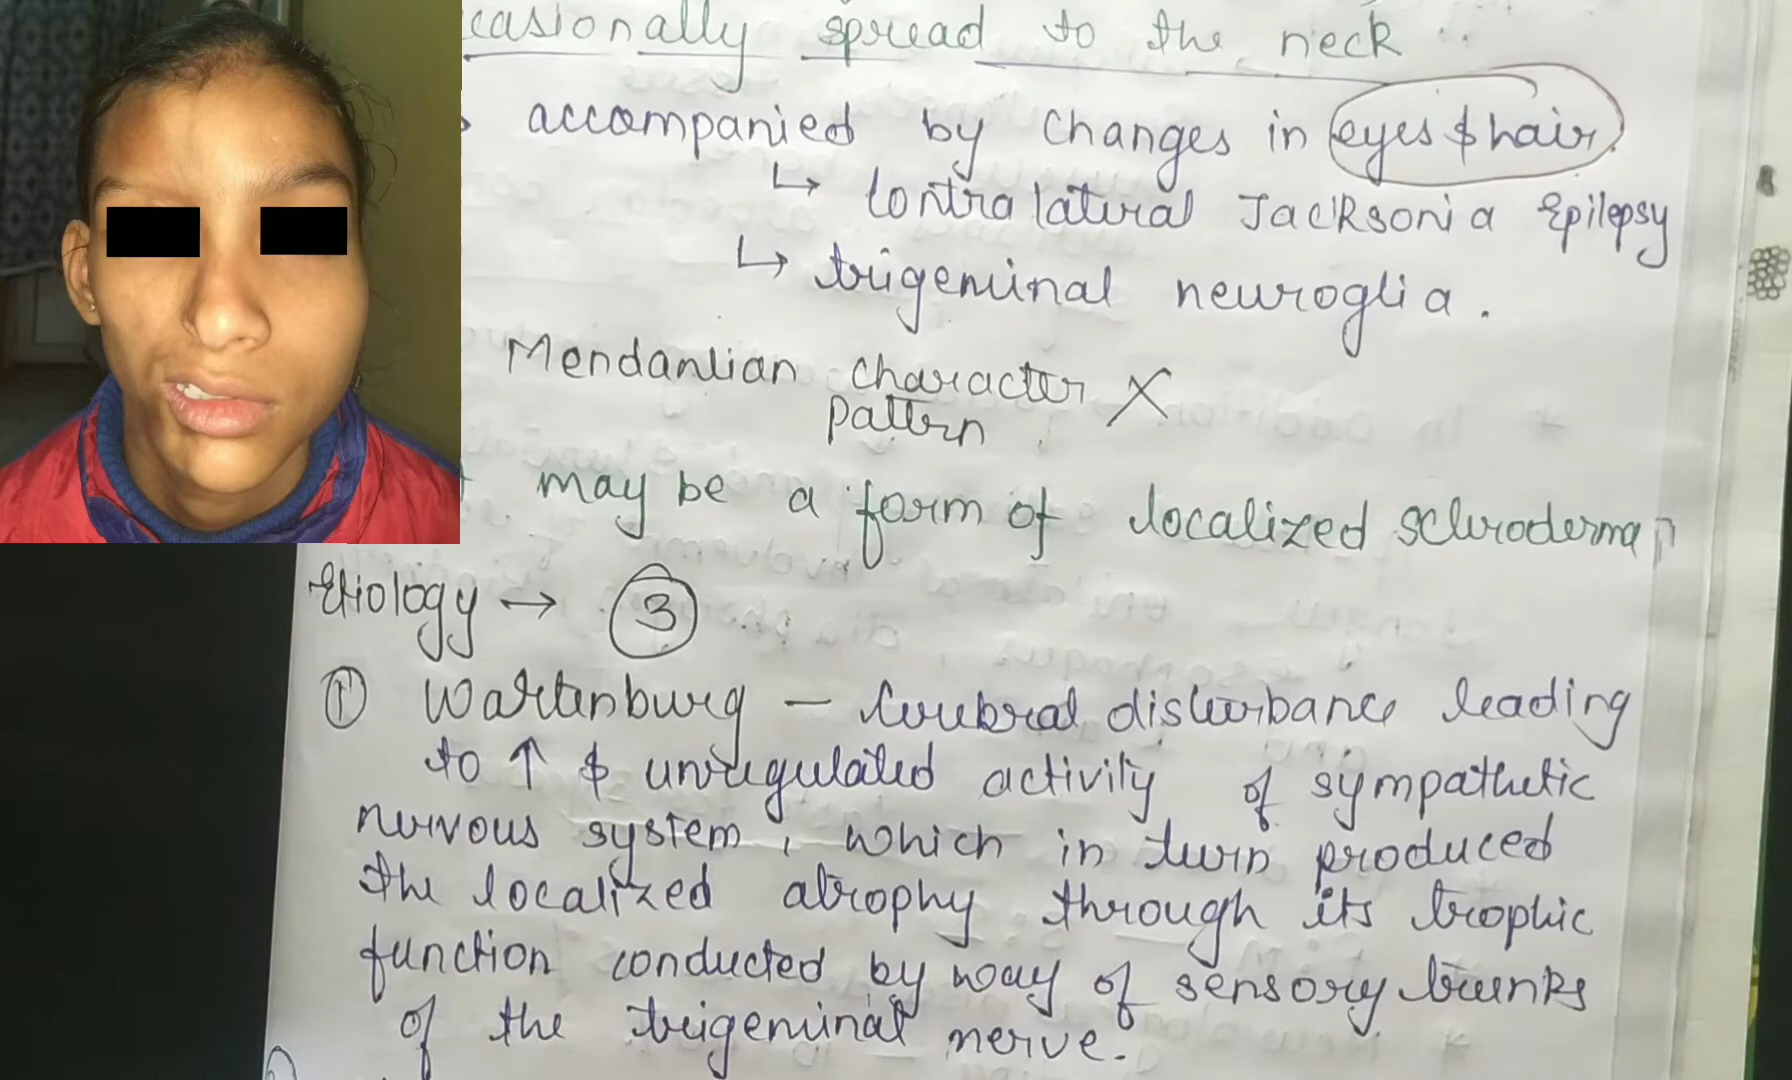 casionally spread to the neck
accompanied by changes in eyes & hair.
↳ Contralateral Jacksonia Epilepsy
↳ trigeminal neuroglia.
Mendanlian character X
pattern
may be a form of localized scleroderma
Etiology → 3
1 Wartenburg - Cerebral disturbance leading
to ↑ & unregulated activity of sympathetic
nervous system, which in turn produced
the localized atrophy through its trophic
function conducted by way of sensory trunks
of the trigeminal nerve.